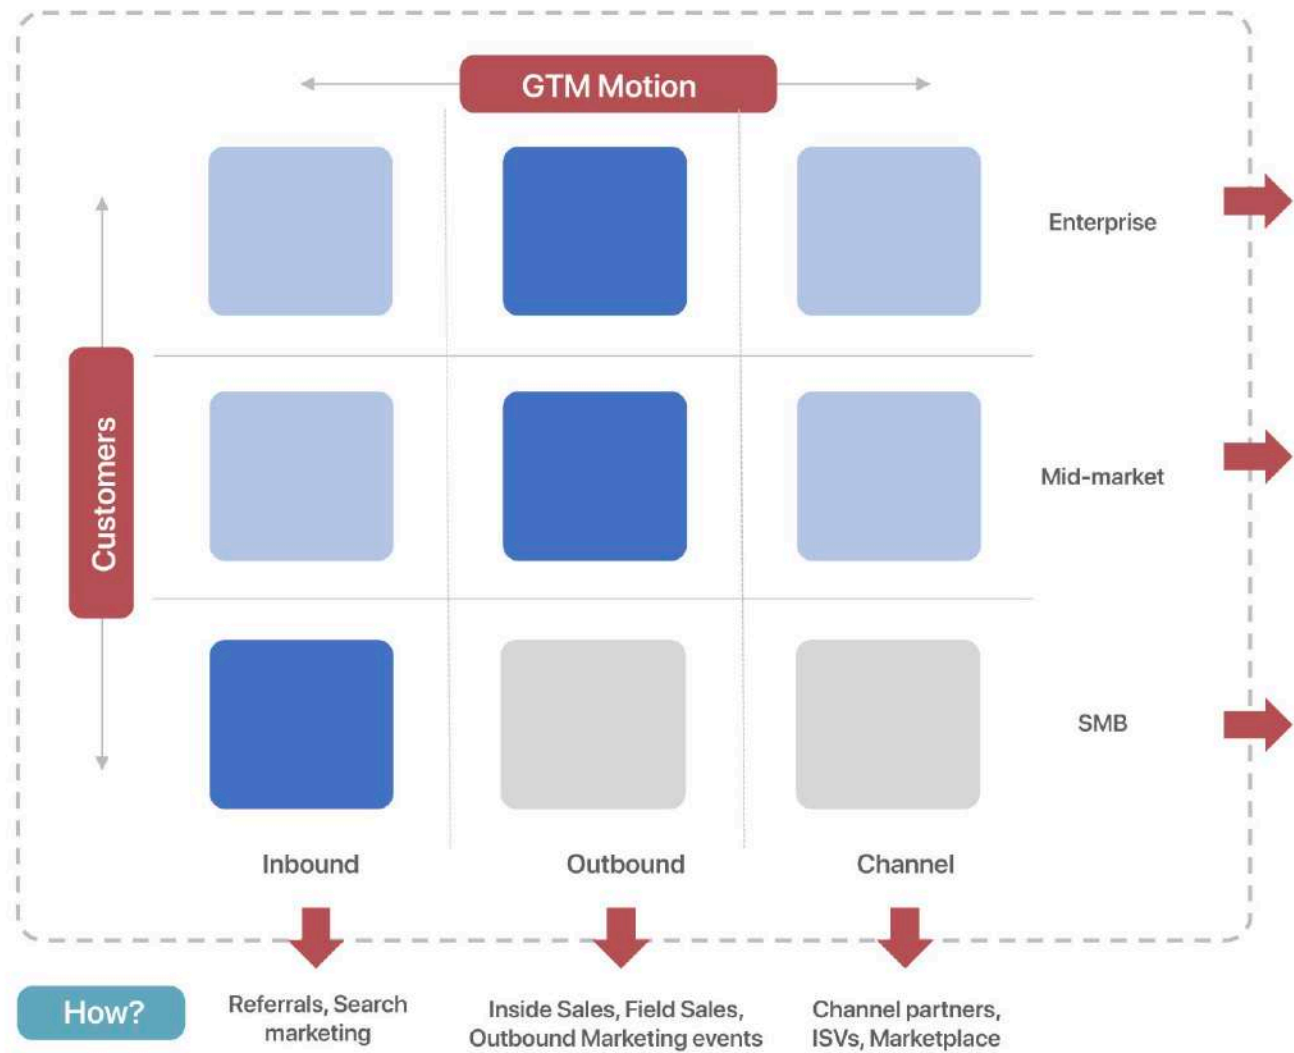 GTM Motion
Enterprise
Customers
Mid-market
SMB
Inbound
Outbound
Channel
How?
Referrals, Search
marketing
Inside Sales, Field Sales,
Outbound Marketing events
Channel partners,
ISVs, Marketplace